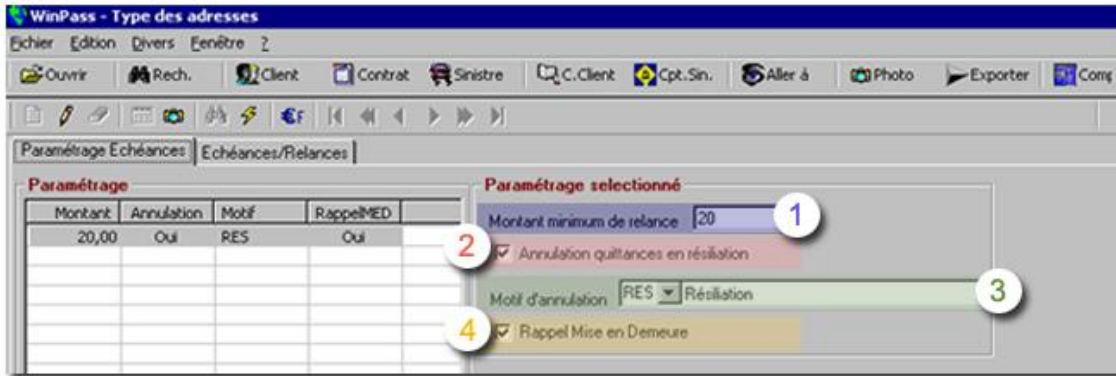 WinPass - Type des adresses
Fichier Edition Divers Fenêtre ?
Ouvrir Rech. Client Contrat Sinistre C.Client Cpt.Sin. Aller à Photo Exporter Comp
€F
Paramétrage Echéances Echéances/Relances
Paramétrage
Montant Annulation Motif RappelMED
20,00 Oui RES Oui
Paramétrage selectionné
Montant minimum de relance 20 1
2 Annulation quittances en résiliation
Motif d'annulation RES Résiliation 3
4 Rappel Mise en Demeure